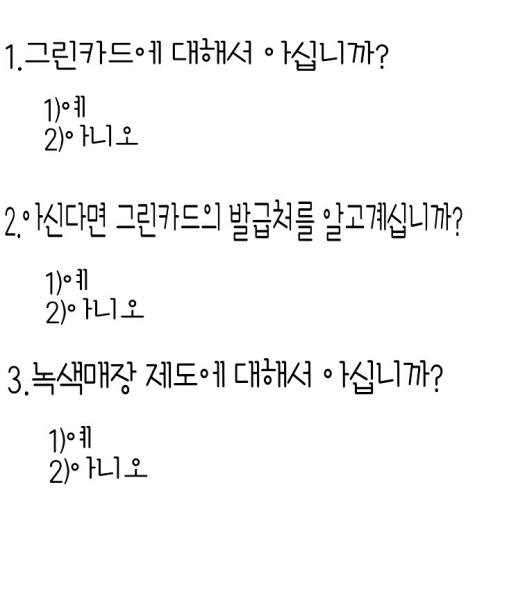 1.그린카드에 대해서 아십니까?
1)예
2)아니오
2.아신다면 그린카드의 발급처를 알고계십니까?
1)예
2)아니오
3.녹색매장 제도에 대해서 아십니까?
1)예
2)아니오